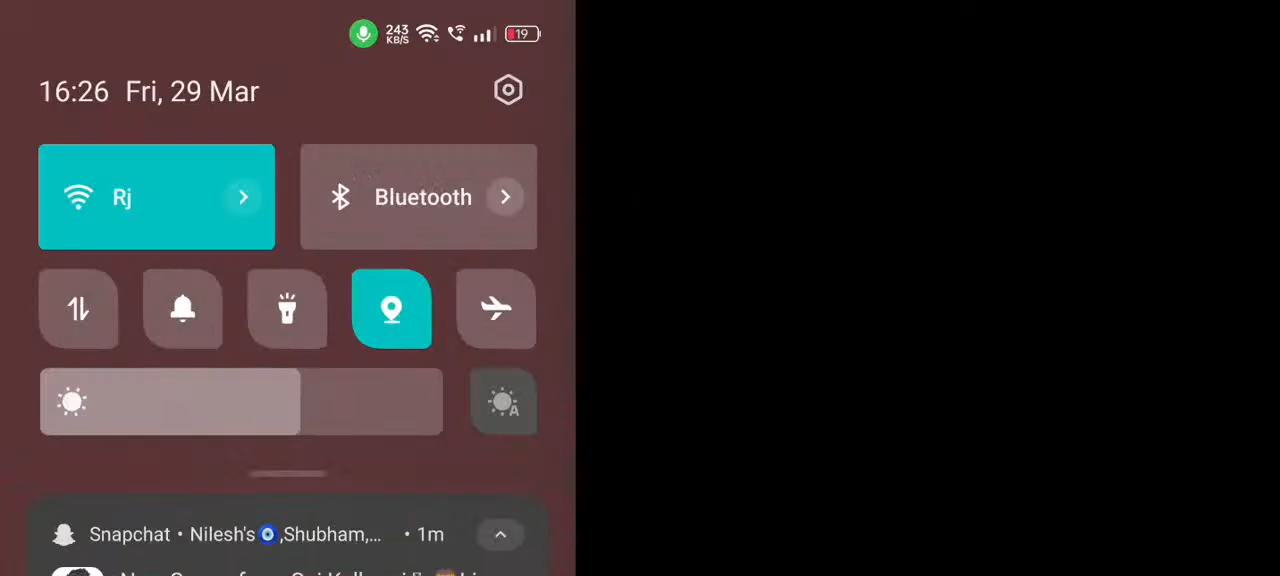 243
KB/S
19
16:26 Fri, 29 Mar
Rj
Bluetooth
A
Snapchat • Nilesh's🧿,Shubham,... • 1m